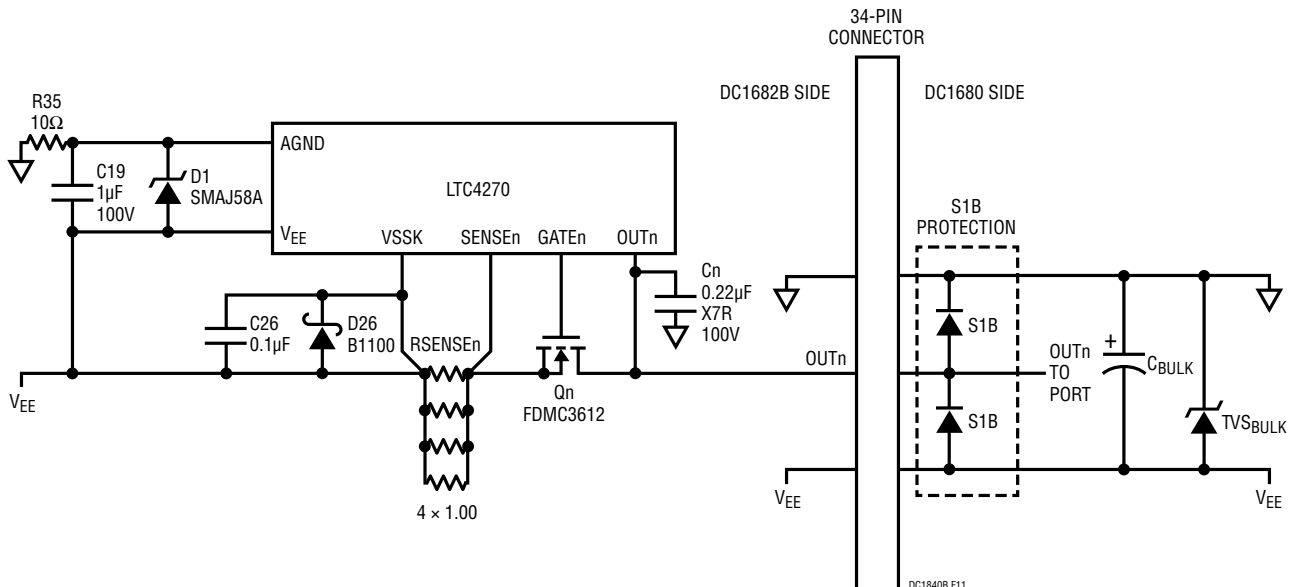 34-PIN
CONNECTOR
DC1682B SIDE
DC1680 SIDE
R35
10Ω
AGND
C19
1µF
100V
D1
SMAJ58A
LTC4270
VEE
VSSK
SENSEn
GATEn
OUTn
S1B
PROTECTION
Cn
0.22µF
X7R
100V
C26
0.1µF
D26
B1100
RSENSEn
S1B
OUTn
OUTn
TO
PORT
+
CBULK
VEE
Qn
FDMC3612
S1B
TVSBULK
4 × 1.00
VEE
VEE
DC1840B F11